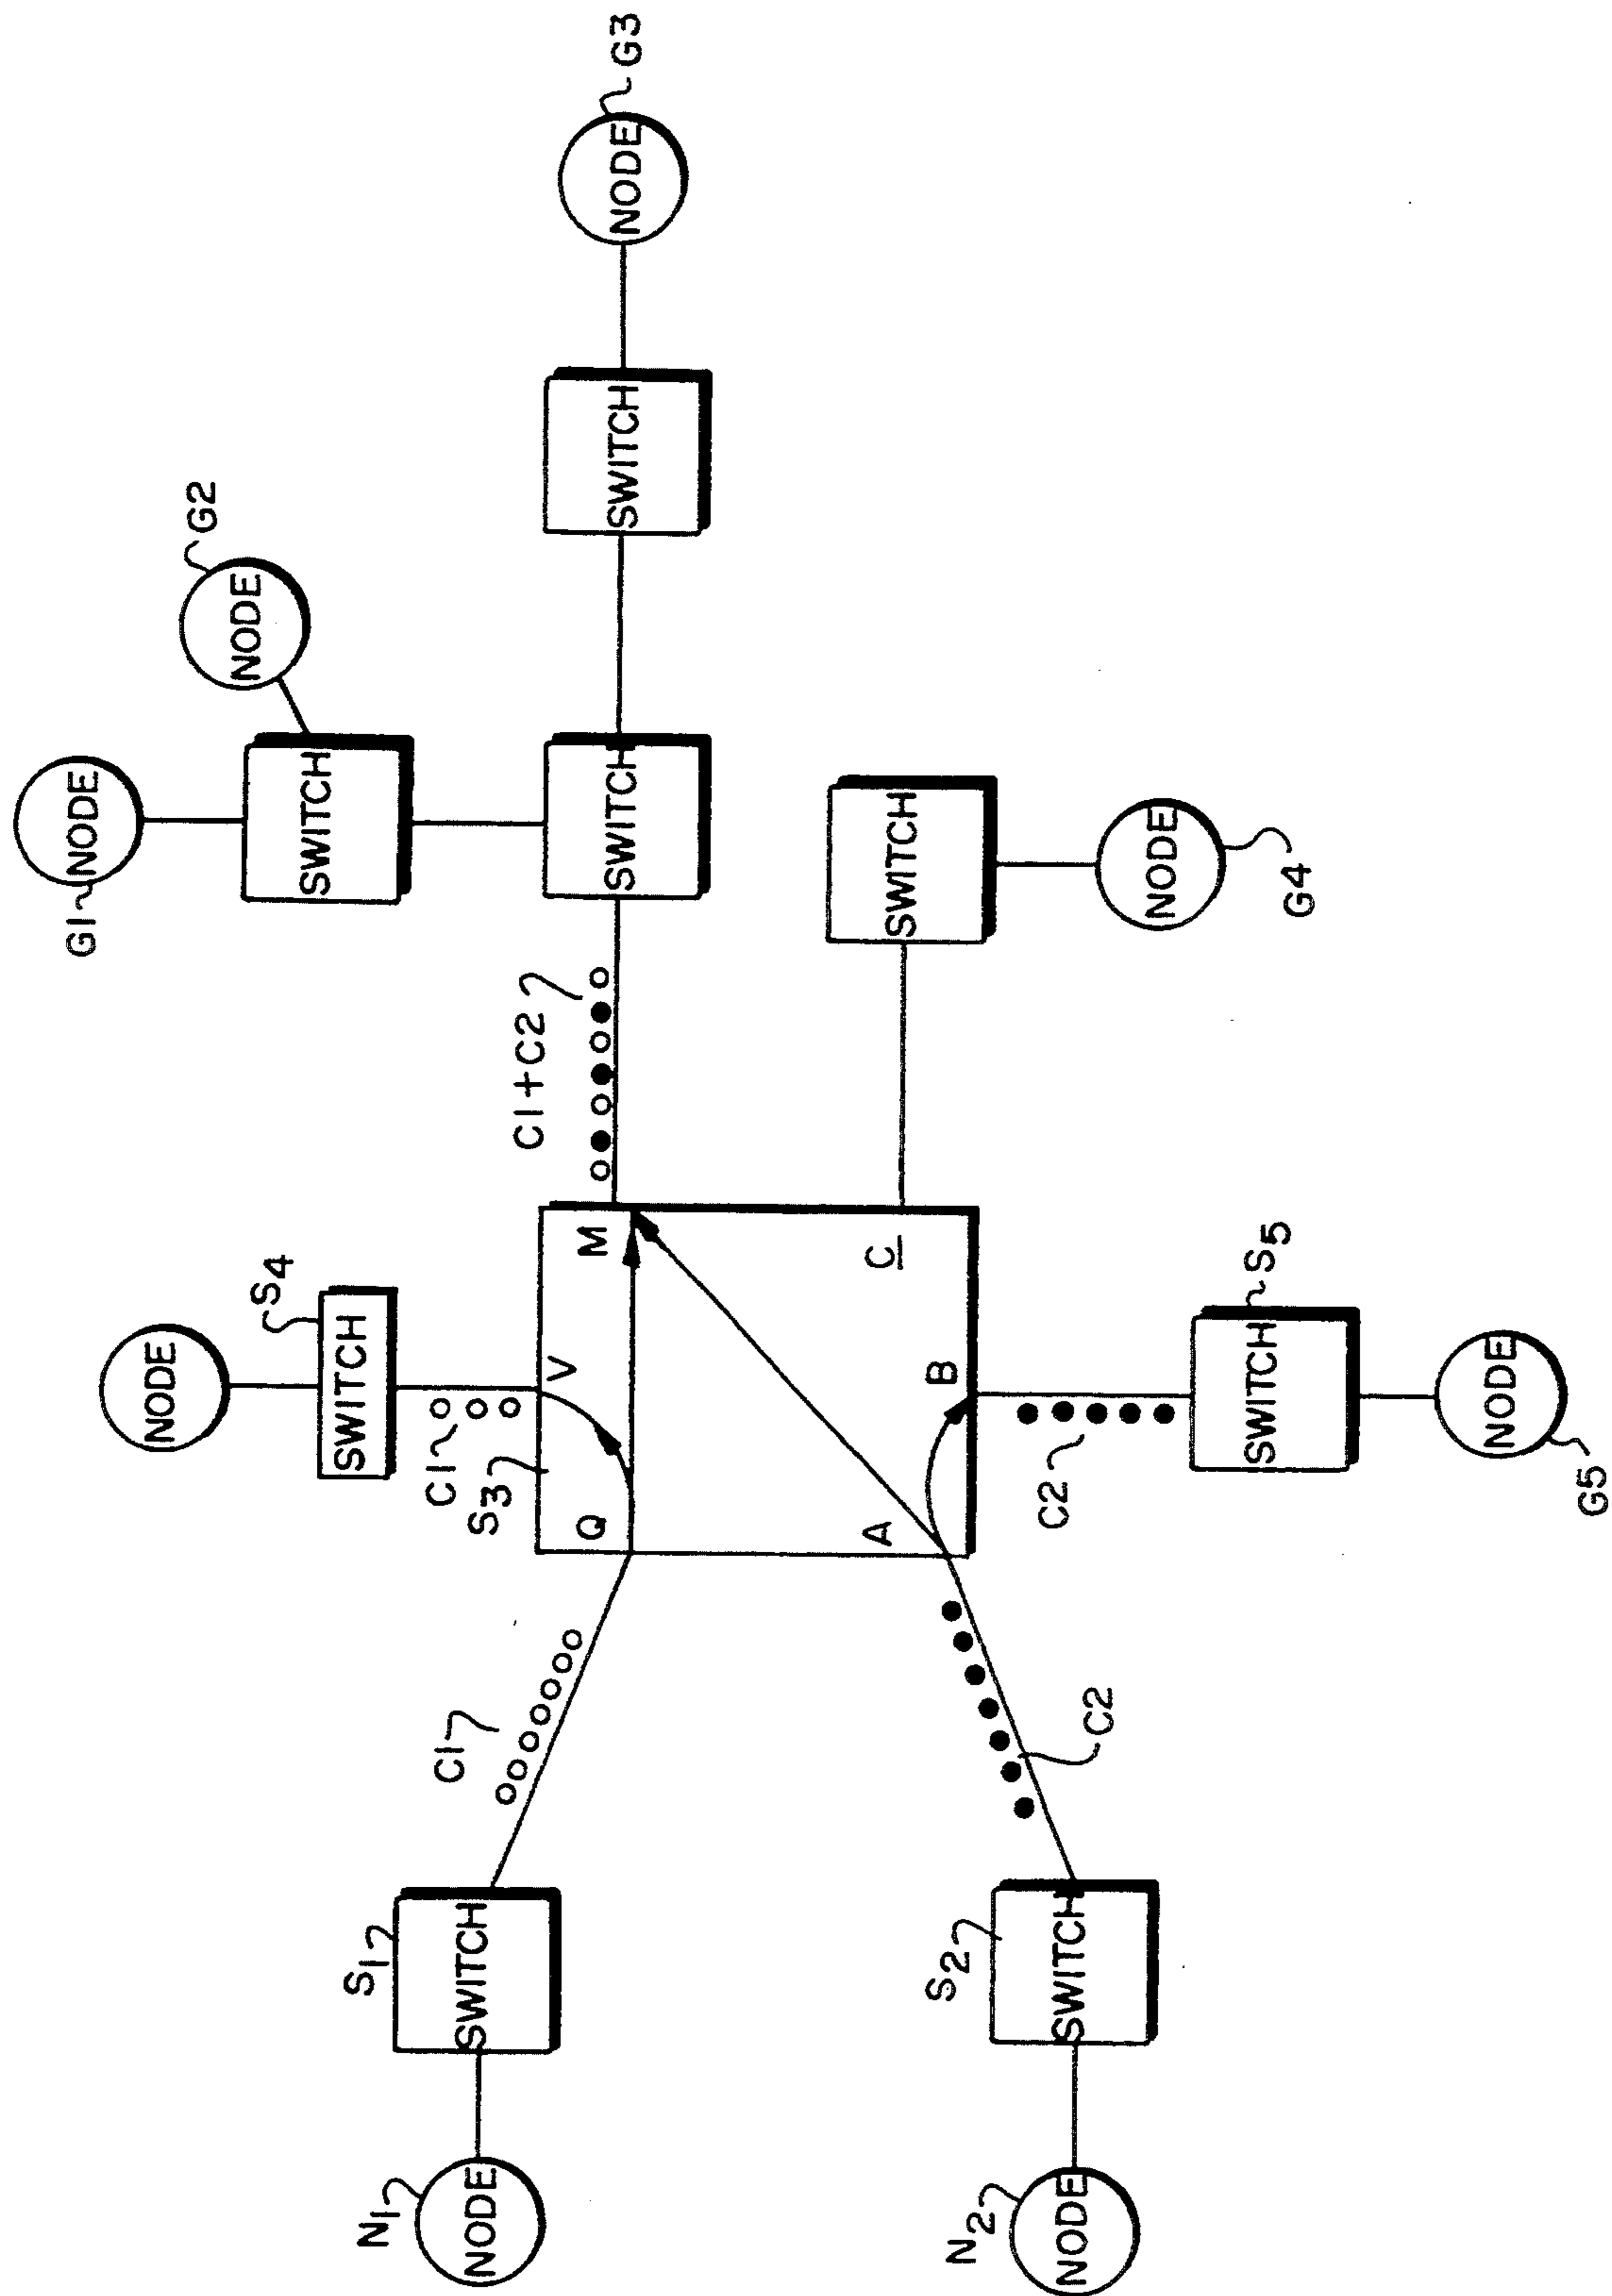 G1
NODE
G2
NODE
SWITCH
NODE
G3
SWITCH
SWITCH
C1+C2
SWITCH
NODE
G4
NODE
S4
SWITCH
C1
S3
V
M
Q
C
A
B
S5
SWITCH
C2
NODE
G5
C1
C2
S1
SWITCH
N1
NODE
S2
SWITCH
N2
NODE